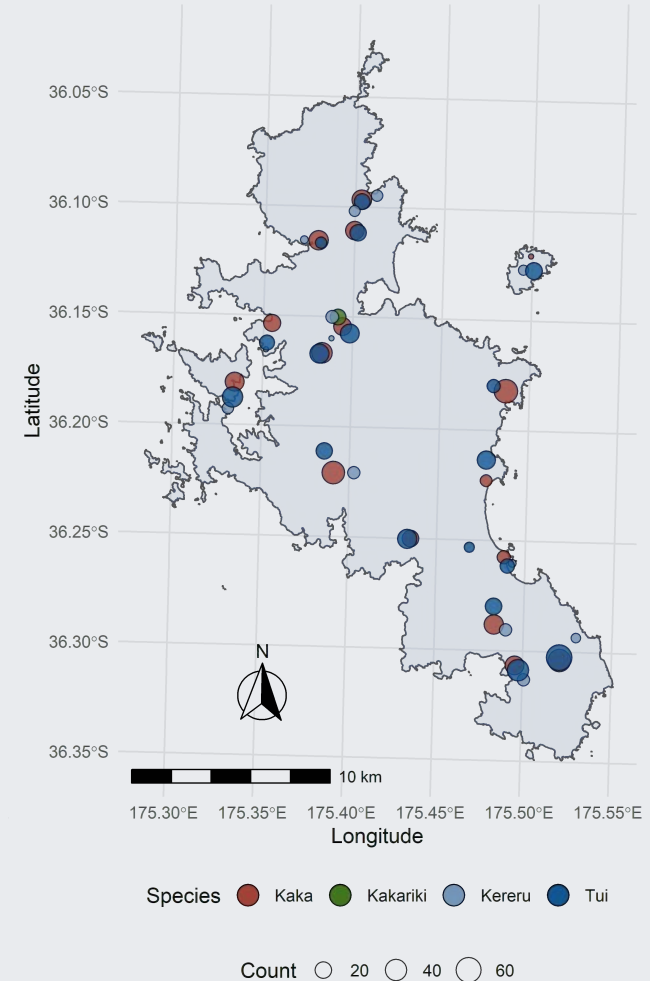 36.05°S
36.10°S
36.15°S
36.20°S
36.25°S
36.30°S
36.35°S
Latitude
N
10 km
175.30°E 175.35°E 175.40°E 175.45°E 175.50°E 175.55°E
Longitude
Species Kaka Kakariki Kereru Tui
Count 20 40 60